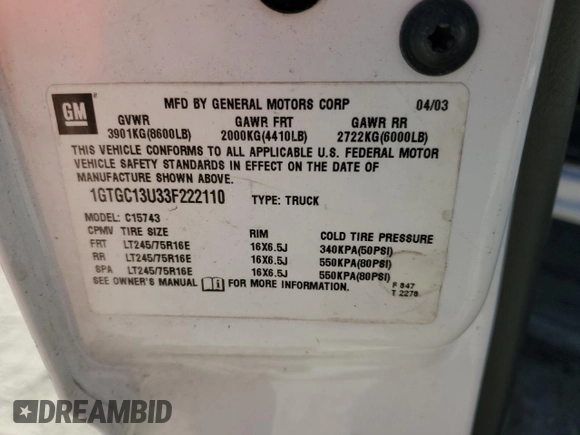 GM
MFD BY GENERAL MOTORS CORP 04/03
GVWR GAWR FRT GAWR RR
3901KG(8600LB) 2000KG(4410LB) 2722KG(6000LB)
THIS VEHICLE CONFORMS TO ALL APPLICABLE U.S. FEDERAL MOTOR
VEHICLE SAFETY STANDARDS IN EFFECT ON THE DATE OF
MANUFACTURE SHOWN ABOVE.
1GTGC13U33F222110 TYPE: TRUCK
MODEL: C15743
CPMV TIRE SIZE RIM COLD TIRE PRESSURE
FRT LT245/75R16E 16X6.5J 340KPA(50PSI)
RR LT245/75R16E 16X6.5J 550KPA(80PSI)
SPA LT245/75R16E 16X6.5J 550KPA(80PSI)
SEE OWNER'S MANUAL i FOR MORE INFORMATION.
F 847
T 2276
DREAMBID